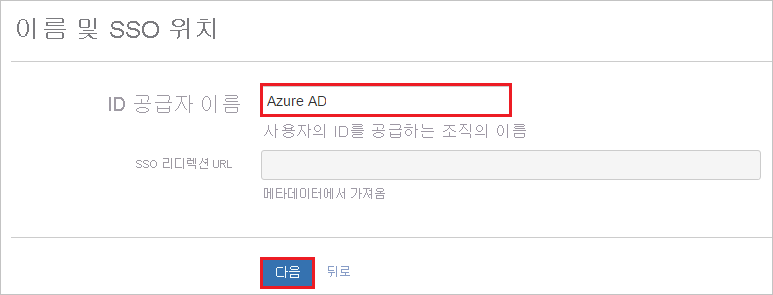 이름 및 SSO 위치
ID 공급자 이름
Azure AD
사용자의 ID를 공급하는 조직의 이름
SSO 리디렉션 URL
메타데이터에서 가져옴
다음 뒤로